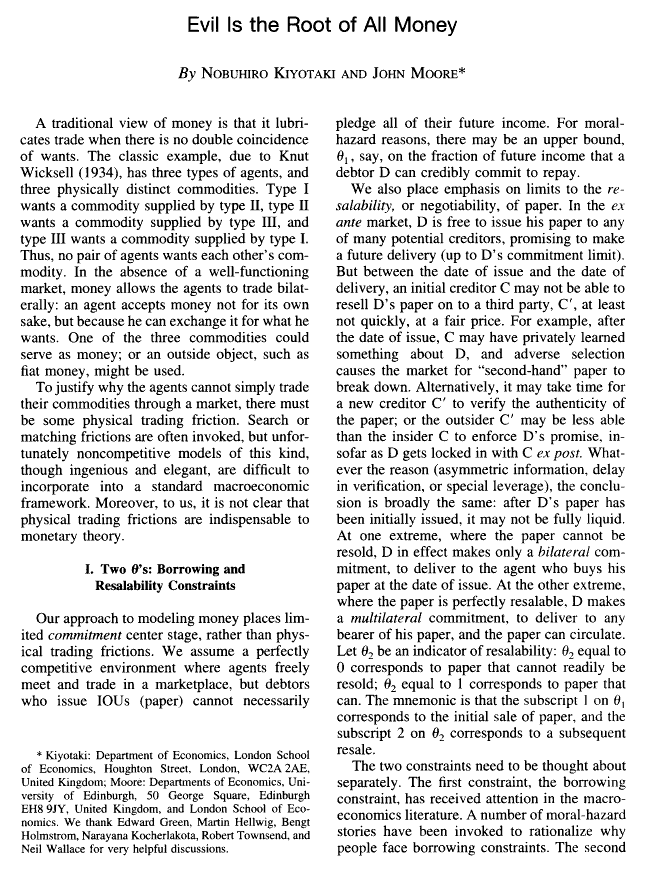 Evil Is the Root of All Money
By NOBUHIRO KIYOTAKI AND JOHN MOORE*
A traditional view of money is that it lubri-
cates trade when there is no double coincidence
of wants. The classic example, due to Knut
Wicksell (1934), has three types of agents, and
three physically distinct commodities. Type I
wants a commodity supplied by type II, type II
wants a commodity supplied by type III, and
type III wants a commodity supplied by type I.
Thus, no pair of agents wants each other's com-
modity. In the absence of a well-functioning
market, money allows the agents to trade bilat-
erally: an agent accepts money not for its own
sake, but because he can exchange it for what he
wants. One of the three commodities could
serve as money; or an outside object, such as
fiat money, might be used.
To justify why the agents cannot simply trade
their commodities through a market, there must
be some physical trading friction. Search or
matching frictions are often invoked, but unfor-
tunately noncompetitive models of this kind,
though ingenious and elegant, are difficult to
incorporate into a standard macroeconomic
framework. Moreover, to us, it is not clear that
physical trading frictions are indispensable to
monetary theory.
I. Two θ's: Borrowing and
Resalability Constraints
Our approach to modeling money places lim-
ited commitment center stage, rather than phys-
ical trading frictions. We assume a perfectly
competitive environment where agents freely
meet and trade in a marketplace, but debtors
who issue IOUs (paper) cannot necessarily
* Kiyotaki: Department of Economics, London School
of Economics, Houghton Street, London, WC2A 2AE,
United Kingdom; Moore: Departments of Economics, Uni-
versity of Edinburgh, 50 George Square, Edinburgh
EH8 9JY, United Kingdom, and London School of Eco-
nomics. We thank Edward Green, Martin Hellwig, Bengt
Holmstrom, Narayana Kocherlakota, Robert Townsend, and
Neil Wallace for very helpful discussions.
pledge all of their future income. For moral-
hazard reasons, there may be an upper bound,
θ₁, say, on the fraction of future income that a
debtor D can credibly commit to repay.
We also place emphasis on limits to the re-
salability, or negotiability, of paper. In the ex
ante market, D is free to issue his paper to any
of many potential creditors, promising to make
a future delivery (up to D's commitment limit).
But between the date of issue and the date of
delivery, an initial creditor C may not be able to
resell D's paper on to a third party, C′, at least
not quickly, at a fair price. For example, after
the date of issue, C may have privately learned
something about D, and adverse selection
causes the market for "second-hand" paper to
break down. Alternatively, it may take time for
a new creditor C′ to verify the authenticity of
the paper; or the outsider C′ may be less able
than the insider C to enforce D's promise, in-
sofar as D gets locked in with C ex post. What-
ever the reason (asymmetric information, delay
in verification, or special leverage), the conclu-
sion is broadly the same: after D's paper has
been initially issued, it may not be fully liquid.
At one extreme, where the paper cannot be
resold, D in effect makes only a bilateral com-
mitment, to deliver to the agent who buys his
paper at the date of issue. At the other extreme,
where the paper is perfectly resalable, D makes
a multilateral commitment, to deliver to any
bearer of his paper, and the paper can circulate.
Let θ₂ be an indicator of resalability: θ₂ equal to
0 corresponds to paper that cannot readily be
resold; θ₂ equal to 1 corresponds to paper that
can. The mnemonic is that the subscript 1 on θ₁
corresponds to the initial sale of paper, and the
subscript 2 on θ₂ corresponds to a subsequent
resale.
The two constraints need to be thought about
separately. The first constraint, the borrowing
constraint, has received attention in the macro-
economics literature. A number of moral-hazard
stories have been invoked to rationalize why
people face borrowing constraints. The second